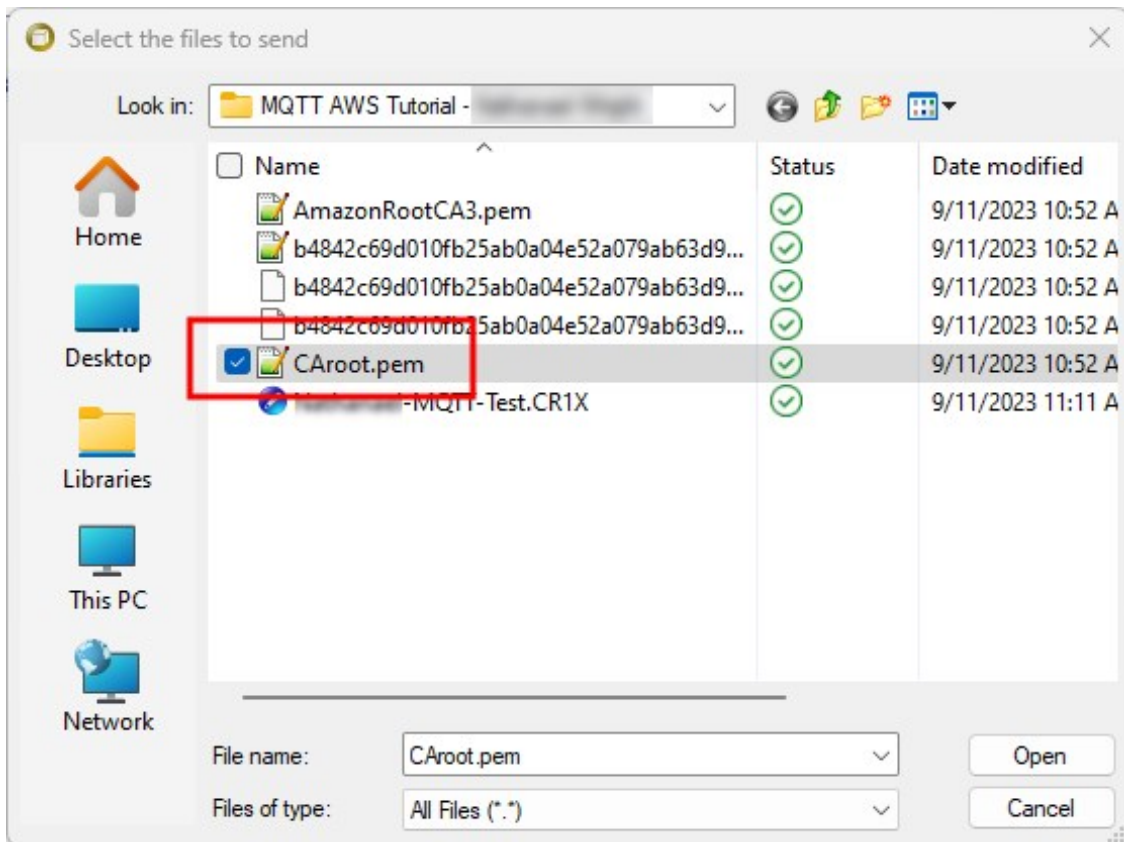 Select the files to send
Look in: MQTT AWS Tutorial -
Name Status Date modified
AmazonRootCA3.pem 9/11/2023 10:52 A
b4842c69d010fb25ab0a04e52a079ab63d9... 9/11/2023 10:52 A
b4842c69d010fb25ab0a04e52a079ab63d9... 9/11/2023 10:52 A
b4842c69d010fb25ab0a04e52a079ab63d9... 9/11/2023 10:52 A
CAroot.pem 9/11/2023 10:52 A
-MQTT-Test.CR1X 9/11/2023 11:11 A
Home
Desktop
Libraries
This PC
Network
File name: CAroot.pem Open
Files of type: All Files (*.*) Cancel